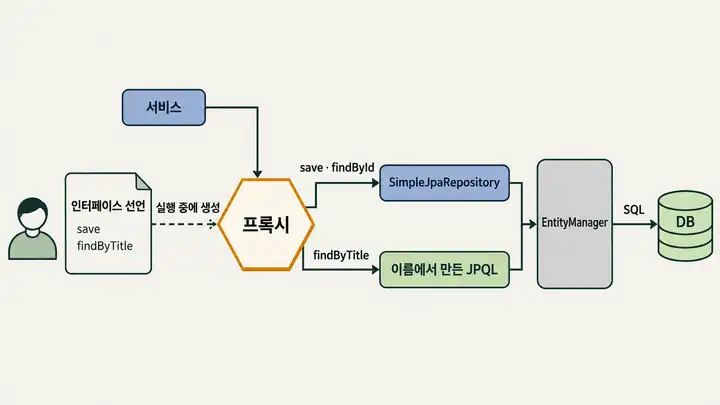 서비스
인터페이스 선언
save
findByTitle
실행 중에 생성
프록시
save · findById
SimpleJpaRepository
findByTitle
이름에서 만든 JPQL
EntityManager
SQL
DB